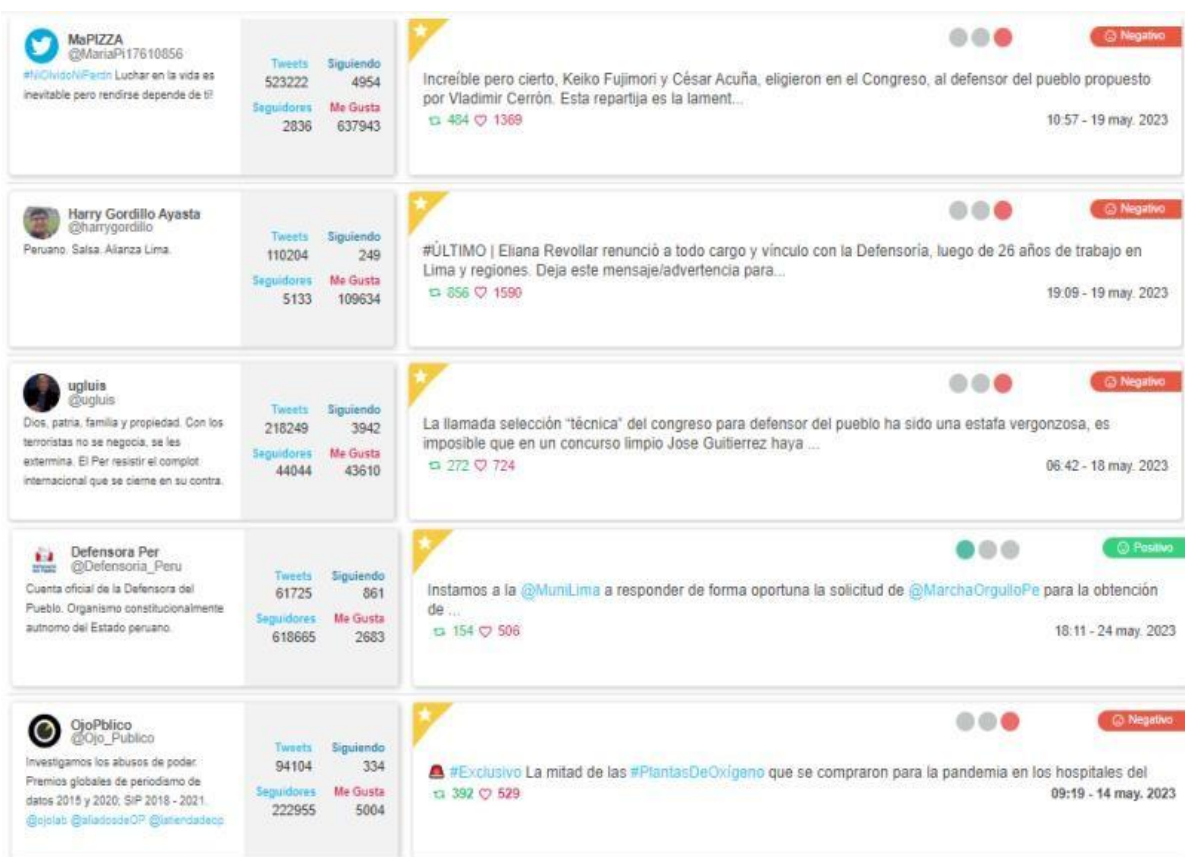 MaPIZZA
@MariaPi17610856
#NiOlvidoNiPerdn Luchar en la vida es
inevitable pero rendirse depende de ti!
Tweets Siguiendo
523222 4954
Seguidores Me Gusta
2836 637943
Negativo
Increíble pero cierto, Keiko Fujimori y César Acuña, eligieron en el Congreso, al defensor del pueblo propuesto
por Vladimir Cerrón. Esta repartija es la lament...
484 1369
10:57 - 19 may. 2023
Harry Gordillo Ayasta
@harrygordillo
Peruano. Salsa. Alianza Lima.
Tweets Siguiendo
110204 249
Seguidores Me Gusta
5133 109634
Negativo
#ÚLTIMO | Eliana Revollar renunció a todo cargo y vínculo con la Defensoría, luego de 26 años de trabajo en
Lima y regiones. Deja este mensaje/advertencia para...
856 1590
19:09 - 19 may. 2023
ugluis
@ugluis
Dios, patria, familia y propiedad. Con los
terroristas no se negocia, se les
extermina. El Per resistir el complot
internacional que se cierne en su contra.
Tweets Siguiendo
218249 3942
Seguidores Me Gusta
44044 43610
Negativo
La llamada selección "técnica" del congreso para defensor del pueblo ha sido una estafa vergonzosa, es
imposible que en un concurso limpio Jose Guitierrez haya ...
272 724
06:42 - 18 may. 2023
Defensora Per
@Defensoria_Peru
Cuenta oficial de la Defensora del
Pueblo. Organismo constitucionalmente
autnomo del Estado peruano.
Tweets Siguiendo
61725 861
Seguidores Me Gusta
618665 2683
Positivo
Instamos a la @MuniLima a responder de forma oportuna la solicitud de @MarchaOrgulloPe para la obtención
de ...
154 506
18:11 - 24 may. 2023
OjoPblico
@Ojo_Publico
Investigamos los abusos de poder.
Premios globales de periodismo de
datos 2015 y 2020; SIP 2018 - 2021.
@ojolab @aliadosdeOP @latiendadeop
Tweets Siguiendo
94104 334
Seguidores Me Gusta
222955 5004
Negativo
#Exclusivo La mitad de las #PlantasDeOxígeno que se compraron para la pandemia en los hospitales del
392 529
09:19 - 14 may. 2023